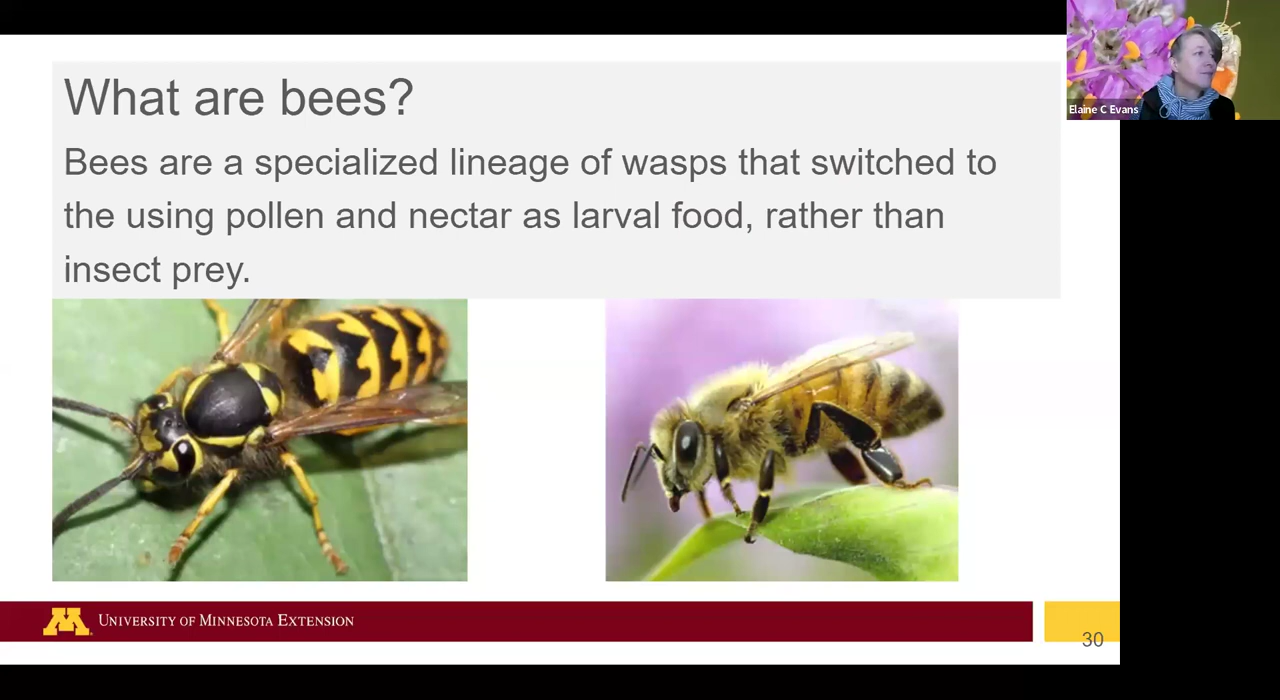 Elaine C Evans
What are bees?
Bees are a specialized lineage of wasps that switched to
the using pollen and nectar as larval food, rather than
insect prey.
M
UNIVERSITY OF MINNESOTA EXTENSION
30